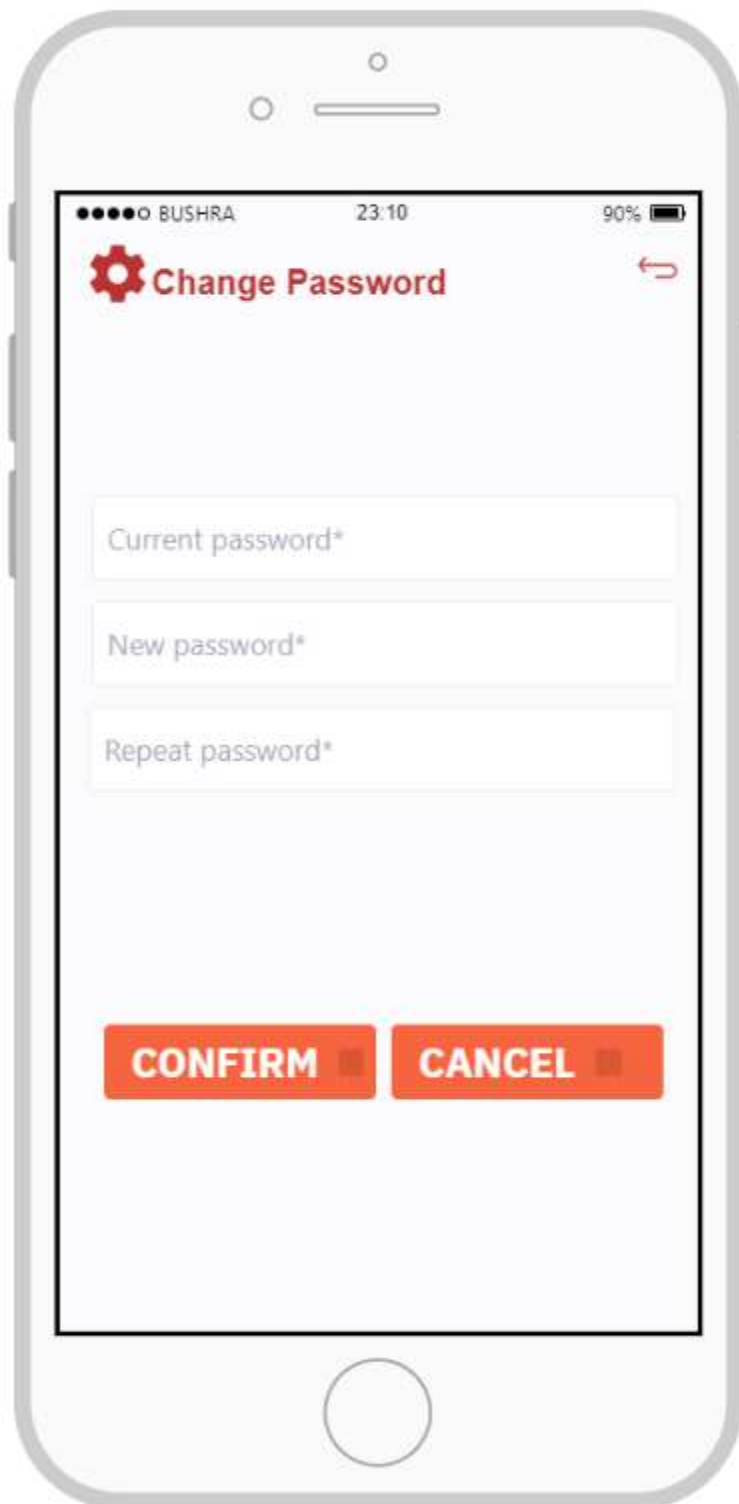 BUSHRA 23:10 90%
Change Password
Current password*
New password*
Repeat password*
CONFIRM CANCEL